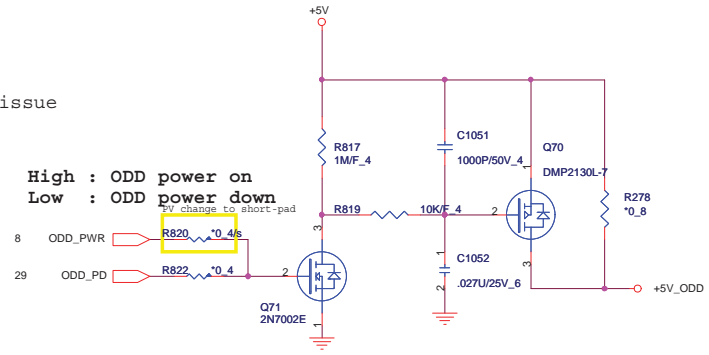 +5V
issue
R817
1M/F_4
C1051
1000P/50V_4
Q70
DMP2130L-7
1
High : ODD power on
Low : ODD power down
PV change to short-pad
R819
10K/F_4
2
R278
*0_8
8 ODD_PWR R820 *0_4/s
3
29 ODD_PD R822 *0_4
2
C1052
1
2
.027U/25V_6
3
+5V_ODD
Q71
2N7002E
1